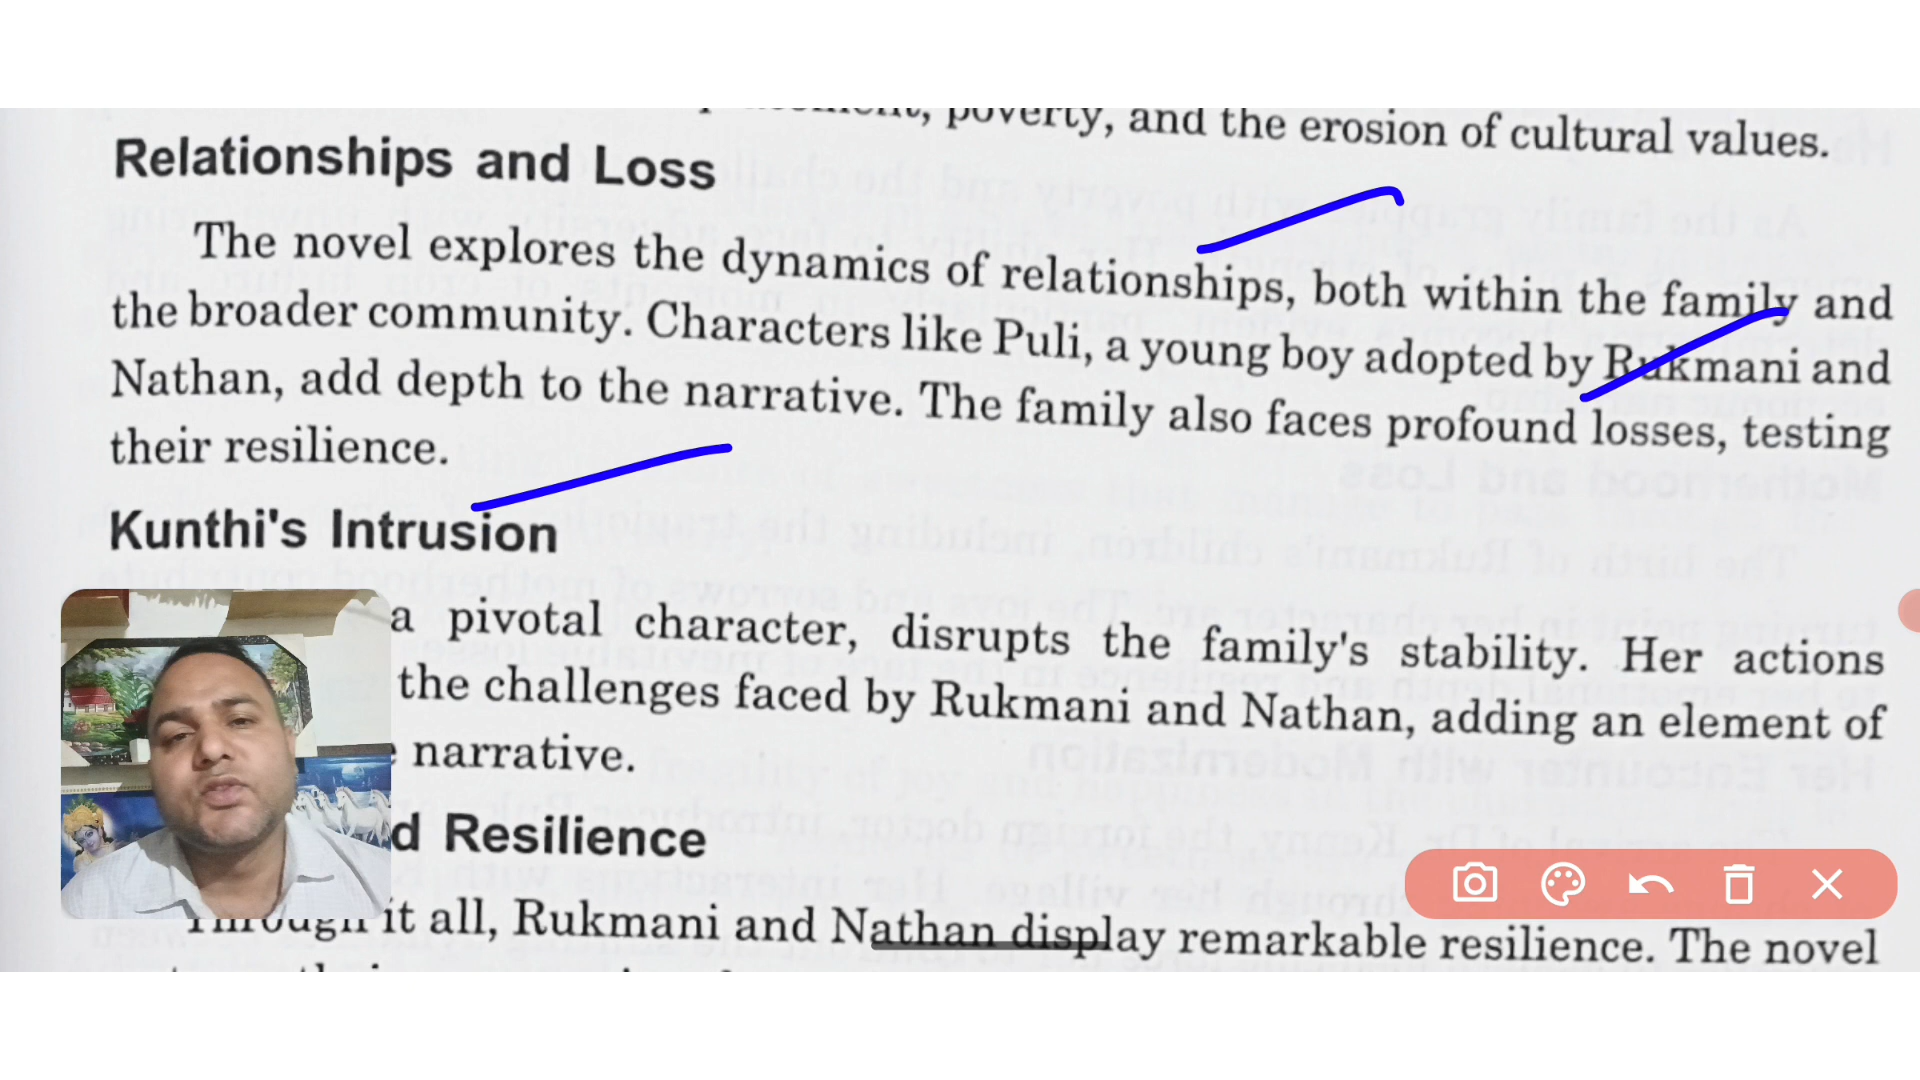 poverty, and the erosion of cultural values.
Relationships and Loss
The novel explores the dynamics of relationships, both within the family and
the broader community. Characters like Puli, a young boy adopted by Rukmani and
Nathan, add depth to the narrative. The family also faces profound losses, testing
their resilience.
Kunthi's Intrusion
a pivotal character, disrupts the family's stability. Her actions
the challenges faced by Rukmani and Nathan, adding an element of
narrative.
d Resilience
Through it all, Rukmani and Nathan display remarkable resilience. The novel